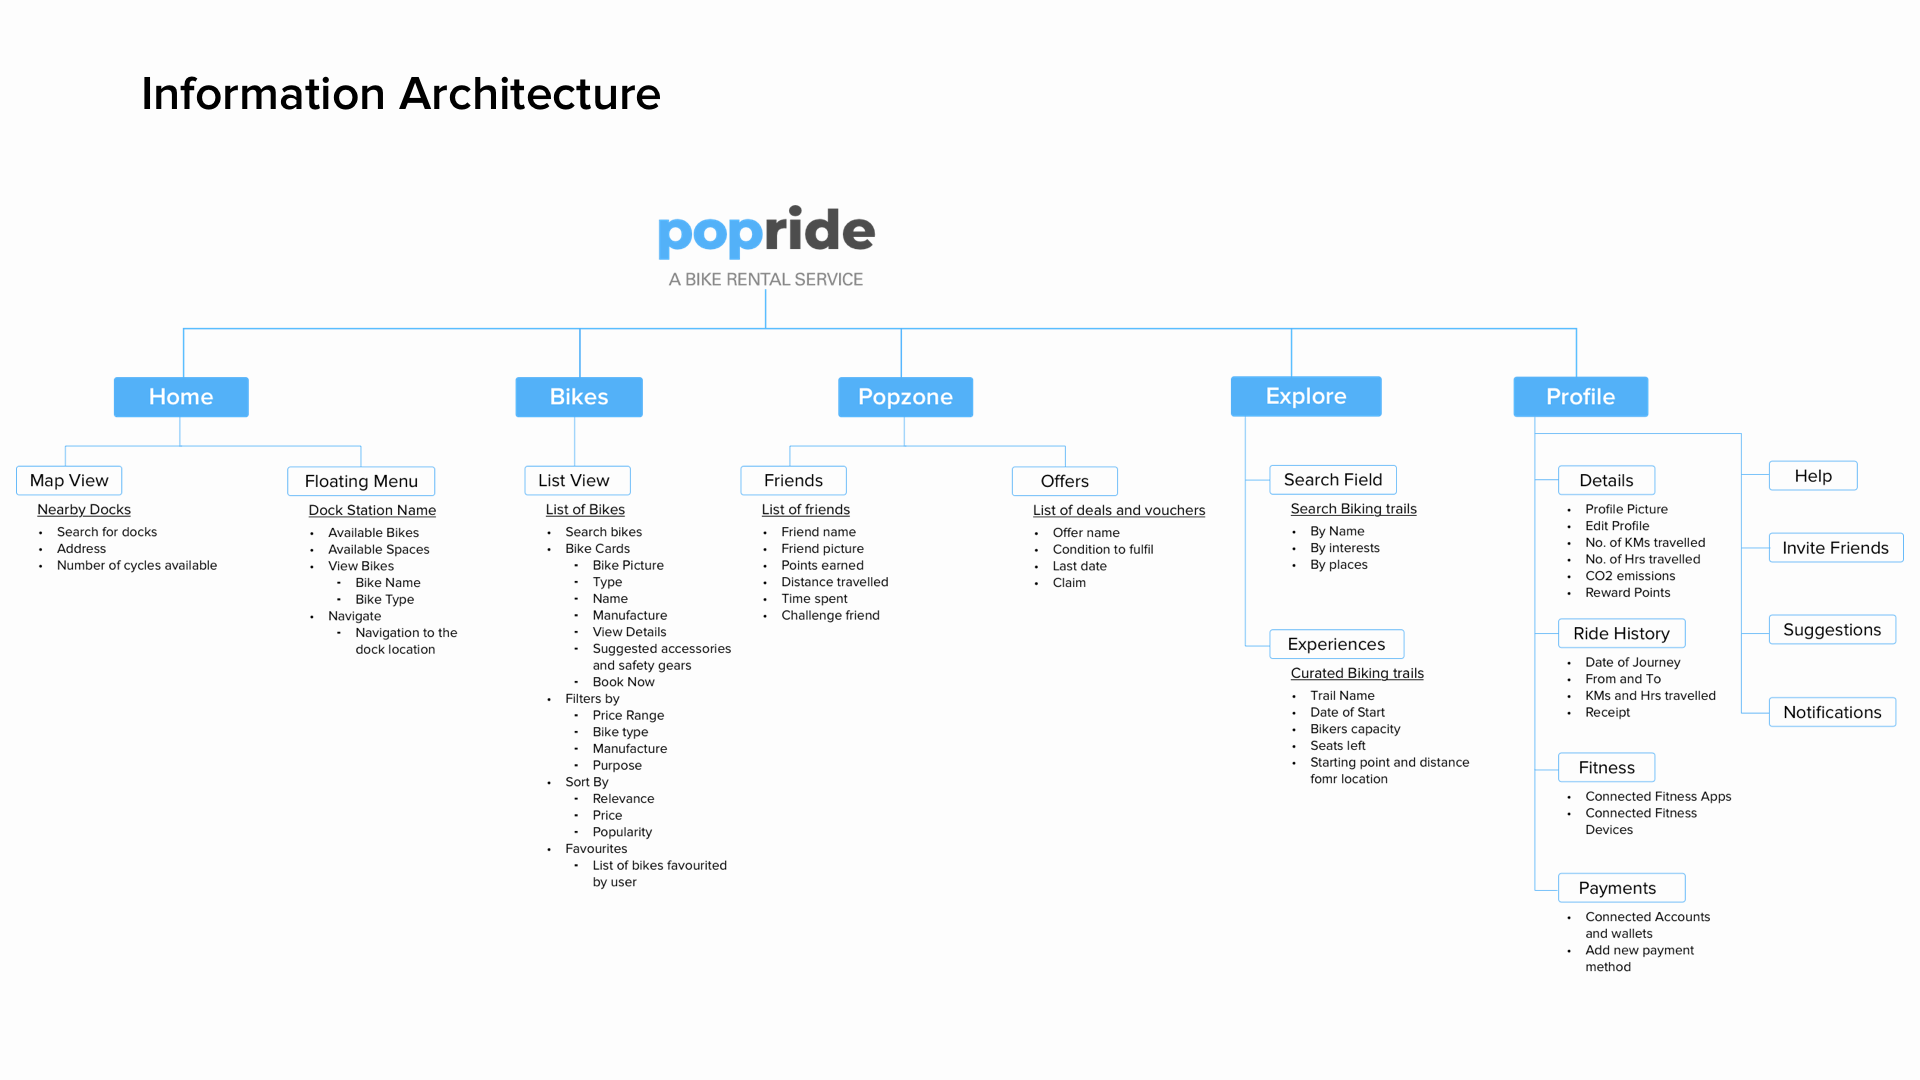 Information Architecture
popride
A BIKE RENTAL SERVICE
Home
Map View
Nearby Docks
• Search for docks
• Address
• Number of cycles available
Floating Menu
Dock Station Name
• Available Bikes
• Available Spaces
• View Bikes
- Bike Name
- Bike Type
• Navigate
- Navigation to the
dock location
Bikes
List View
List of Bikes
• Search bikes
• Bike Cards
- Bike Picture
- Type
- Name
- Manufacture
- View Details
- Suggested accessories
and safety gears
- Book Now
• Filters by
- Price Range
- Bike type
- Manufacture
- Purpose
• Sort By
- Relevance
- Price
- Popularity
• Favourites
- List of bikes favourited
by user
Popzone
Friends
List of friends
• Friend name
• Friend picture
• Points earned
• Distance travelled
• Time spent
• Challenge friend
Offers
List of deals and vouchers
• Offer name
• Condition to fulfil
• Last date
• Claim
Explore
Search Field
Search Biking trails
• By Name
• By interests
• By places
Experiences
Curated Biking trails
• Trail Name
• Date of Start
• Bikers capacity
• Seats left
• Starting point and distance
fomr location
Profile
Details
• Profile Picture
• Edit Profile
• No. of KMs travelled
• No. of Hrs travelled
• CO2 emissions
• Reward Points
Ride History
• Date of Journey
• From and To
• KMs and Hrs travelled
• Receipt
Fitness
• Connected Fitness Apps
• Connected Fitness
Devices
Payments
• Connected Accounts
and wallets
• Add new payment
method
Help
Invite Friends
Suggestions
Notifications